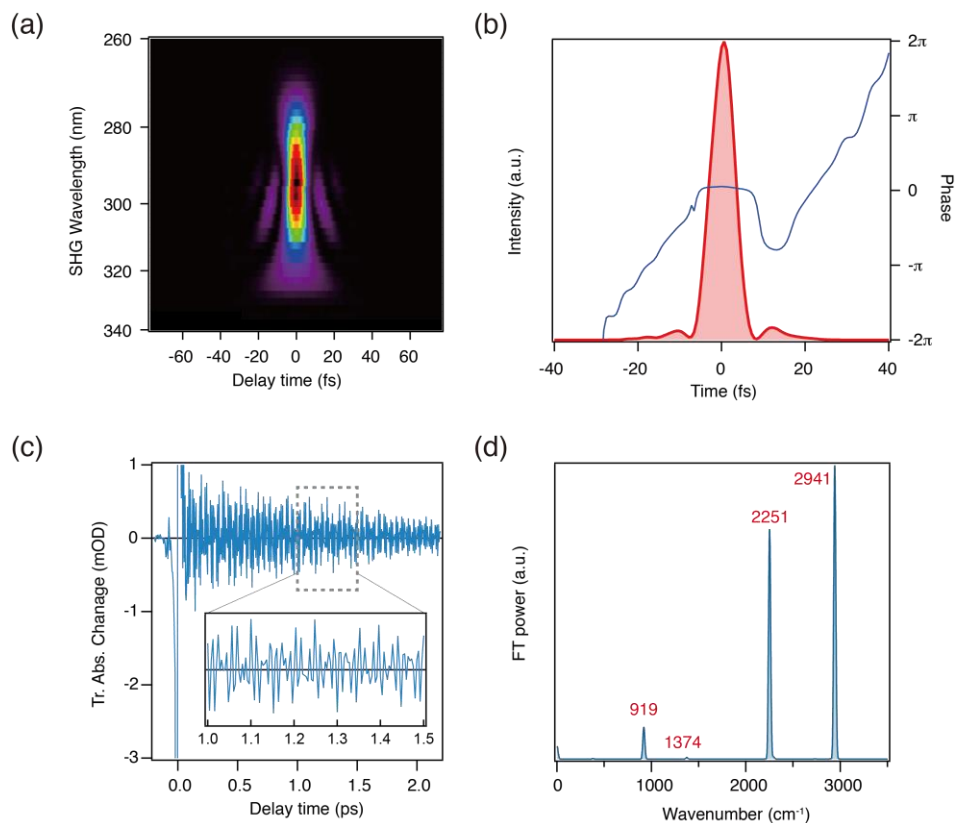 (a)
260
280
300
320
340
SHG Wavelength (nm)
-60 -40 -20 0 20 40 60
Delay time (fs)
(b)
Intensity (a.u.)
2π
π
0
-π
-2π
Phase
-40 -20 0 20 40
Time (fs)
(c)
1
0
-1
-2
-3
Tr. Abs. Chanage (mOD)
1.0 1.1 1.2 1.3 1.4 1.5
0.0 0.5 1.0 1.5 2.0
Delay time (ps)
(d)
FT power (a.u.)
2941
2251
919
1374
0 1000 2000 3000
Wavenumber (cm⁻¹)